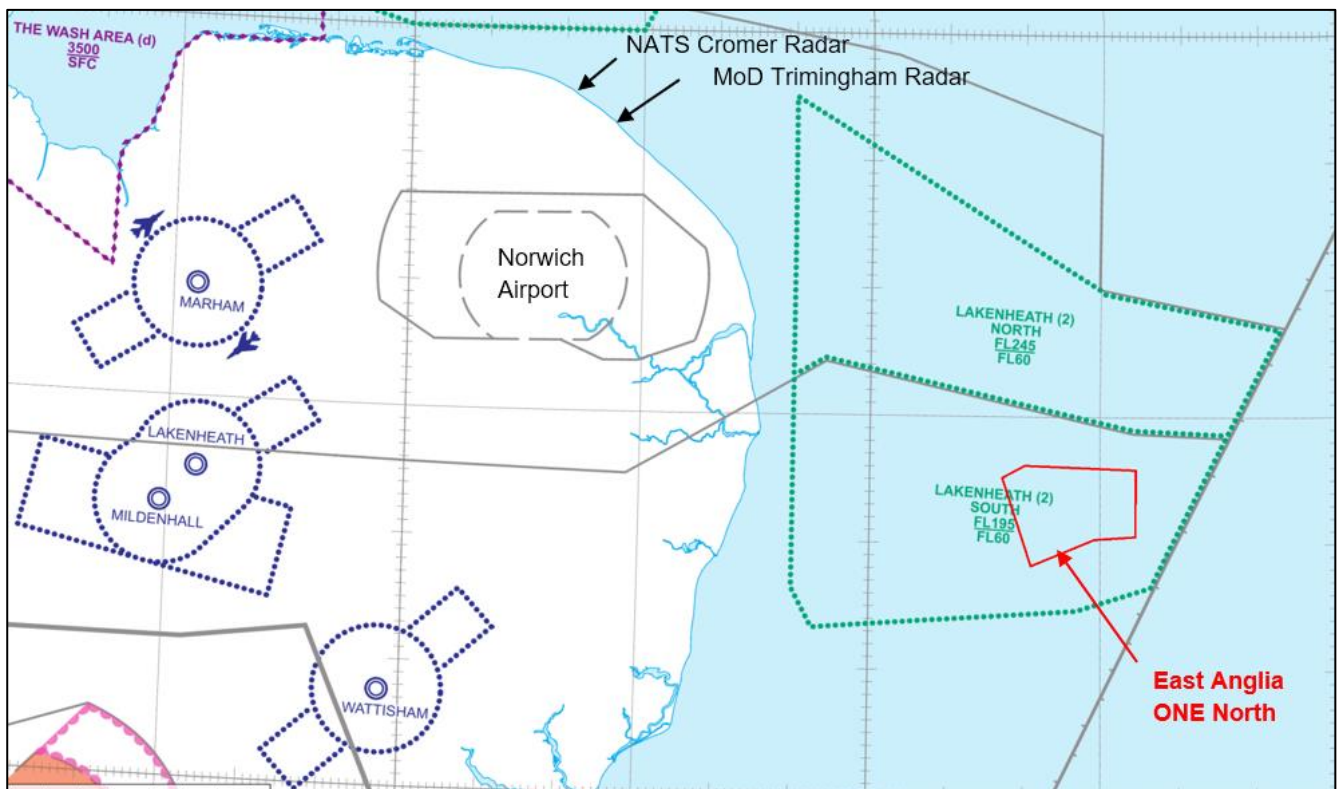 THE WASH AREA (d)
3500
SFC
NATS Cromer Radar
MoD Trimingham Radar
Norwich
Airport
MARHAM
LAKENHEATH (2)
NORTH
FL245
FL60
LAKENHEATH
MILDENHALL
LAKENHEATH (2)
SOUTH
FL195
FL60
WATTISHAM
East Anglia
ONE North